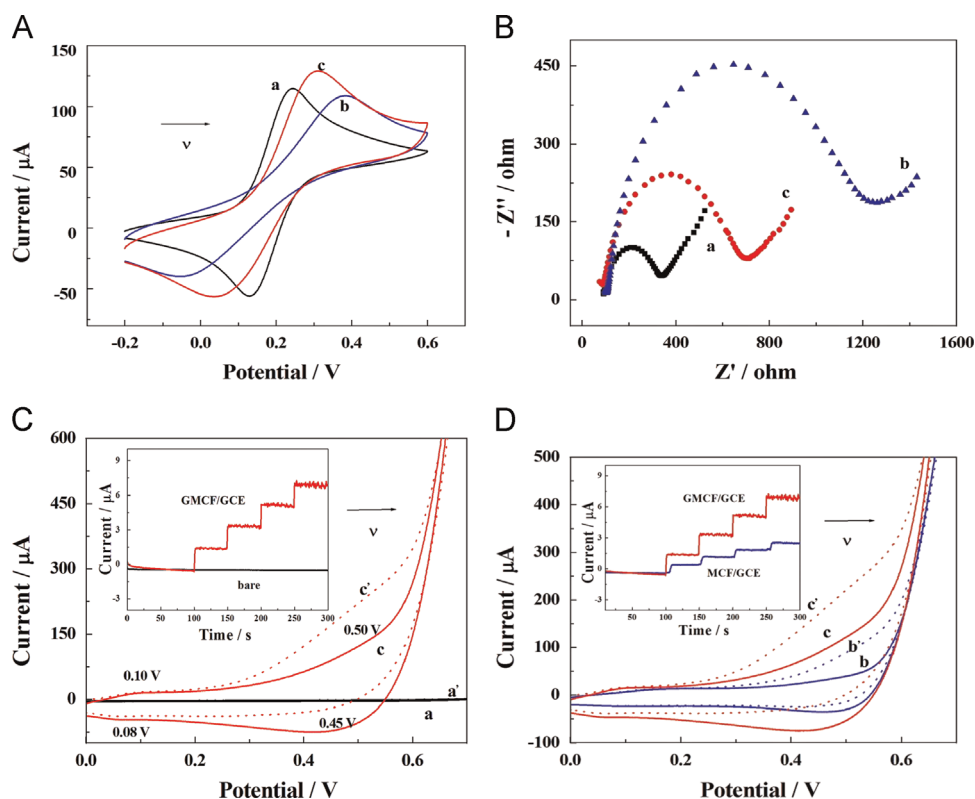 A
150
100
50
0
-50
Current / μA
a
c
b
ν
-0.2 0.0 0.2 0.4 0.6
Potential / V
B
450
300
150
0
- Z'' / ohm
b
c
a
0 400 800 1200 1600
Z' / ohm
C
600
450
300
150
0
-100
Current / μA
9
6
3
0
-3
Current / μA
GMCF/GCE
bare
0 50 100 150 200 250 300
Time / s
ν
c'
0.50 V
c
0.10 V
a'
a
0.08 V
0.45 V
0.0 0.2 0.4 0.6
Potential / V
D
500
400
300
200
100
0
-100
Current / μA
9
6
3
0
-3
Current / μA
GMCF/GCE
MCF/GCE
50 100 150 200 250 300
Time / s
ν
c'
c
b'
b
0.0 0.2 0.4 0.6
Potential / V